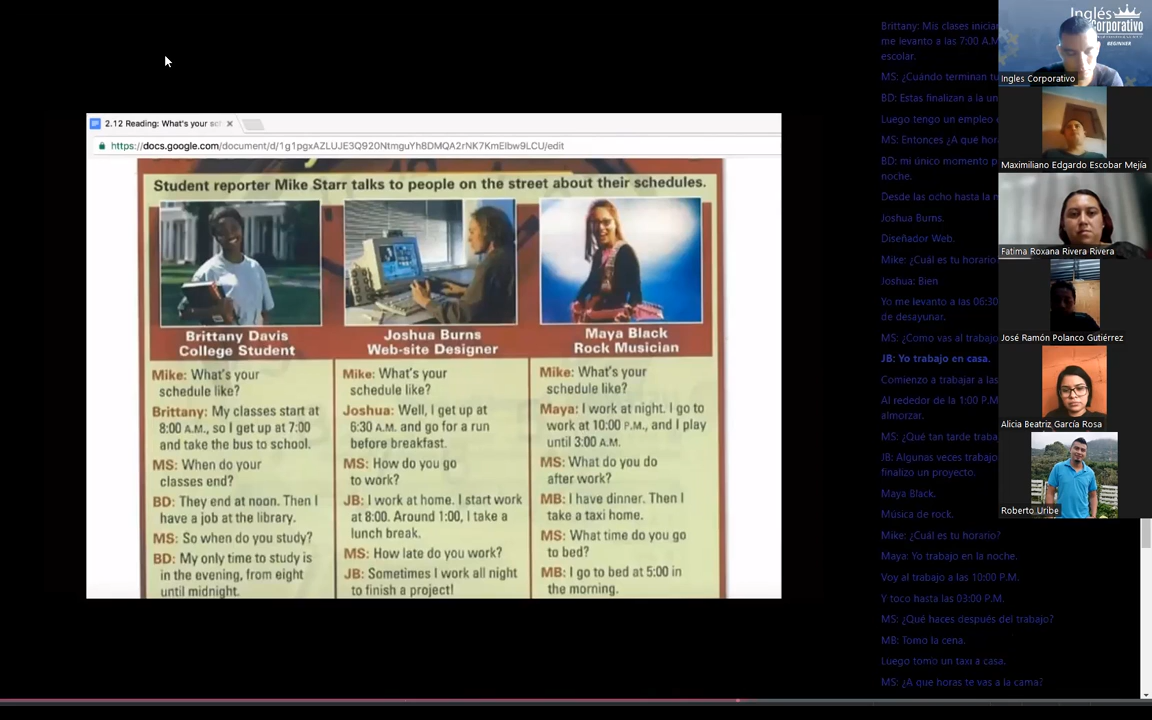 2.12 Reading: What's your sc
https://docs.google.com/document/d/1g1pgxAZLUJE3Q920NtmguYh8DMQA2rNK7KmElbw9LCU/edit
Student reporter Mike Starr talks to people on the street about their schedules.
Brittany Davis
College Student
Mike: What's your
schedule like?
Brittany: My classes start at
8:00 A.M., so I get up at 7:00
and take the bus to school.
MS: When do your
classes end?
BD: They end at noon. Then I
have a job at the library.
MS: So when do you study?
BD: My only time to study is
in the evening, from eight
until midnight.
Joshua Burns
Web-site Designer
Mike: What's your
schedule like?
Joshua: Well, I get up at
6:30 A.M. and go for a run
before breakfast.
MS: How do you go
to work?
JB: I work at home. I start work
at 8:00. Around 1:00, I take a
lunch break.
MS: How late do you work?
JB: Sometimes I work all night
to finish a project!
Maya Black
Rock Musician
Mike: What's your
schedule like?
Maya: I work at night. I go to
work at 10:00 P.M., and I play
until 3:00 A.M.
MS: What do you do
after work?
MB: I have dinner. Then I
take a taxi home.
MS: What time do you go
to bed?
MB: I go to bed at 5:00 in
the morning.
Brittany: Mis clases inicia
me levanto a las 7:00 A.M
escolar.
MS: ¿Cuándo terminan tu
BD: Estas finalizan a la un
Luego tengo un empleo
MS: Entonces ¿A qué hor
BD: mi único momento p
noche.
Desde las ocho hasta la m
Joshua Burns.
Diseñador Web.
Mike: ¿Cuál es tu horario
Joshua: Bien
Yo me levanto a las 06:30
de desayunar.
MS: ¿Como vas al trabajo
JB: Yo trabajo en casa.
Comienzo a trabajar a las
Al rededor de la 1:00 P.M
almorzar.
MS: ¿Qué tan tarde traba
JB: Algunas veces trabajo
finalizo un proyecto.
Maya Black.
Música de rock.
Mike: ¿Cuál es tu horario?
Maya: Yo trabajo en la noche.
Voy al trabajo a las 10:00 P.M.
Y toco hasta las 03:00 P.M.
MS: ¿Qué haces después del trabajo?
MB: Tomo la cena.
Luego tomo un taxi a casa.
MS: ¿A que horas te vas a la cama?
Inglés
Corporativo
BEGINNER
Ingles Corporativo
Maximiliano Edgardo Escobar Mejía
Fatima Roxana Rivera Rivera
José Ramón Polanco Gutiérrez
Alicia Beatriz García Rosa
Roberto Uribe